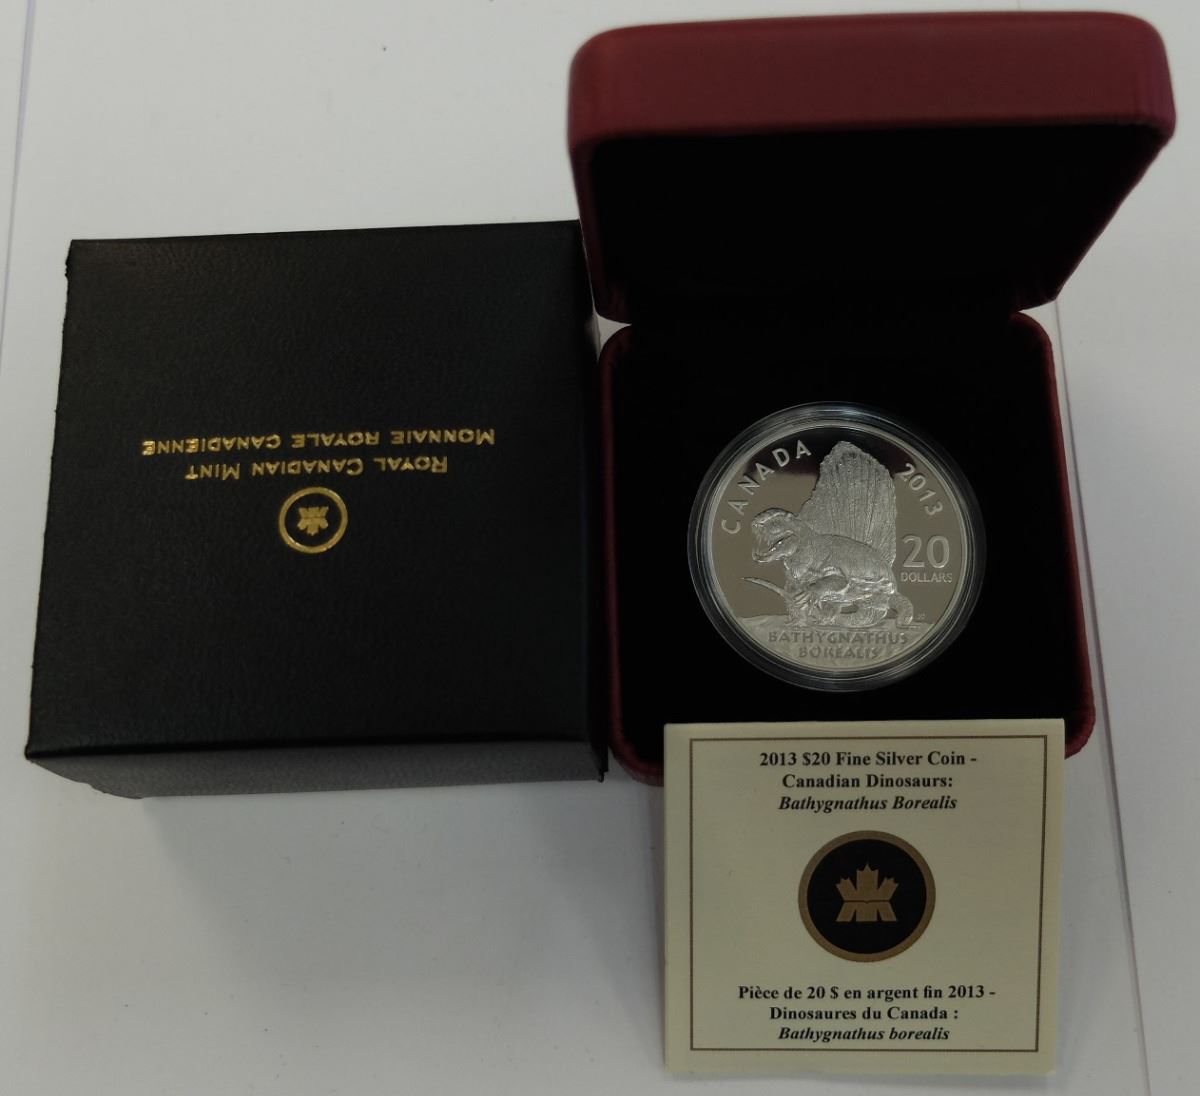 ROYAL CANADIAN MINT
MONNAIE ROYALE CANADIENNE
CANADA 2013
20
DOLLARS
BATHYGNATHUS
BOREALIS
2013 $20 Fine Silver Coin -
Canadian Dinosaurs:
Bathygnathus Borealis
Pièce de 20 $ en argent fin 2013 -
Dinosaures du Canada :
Bathygnathus borealis